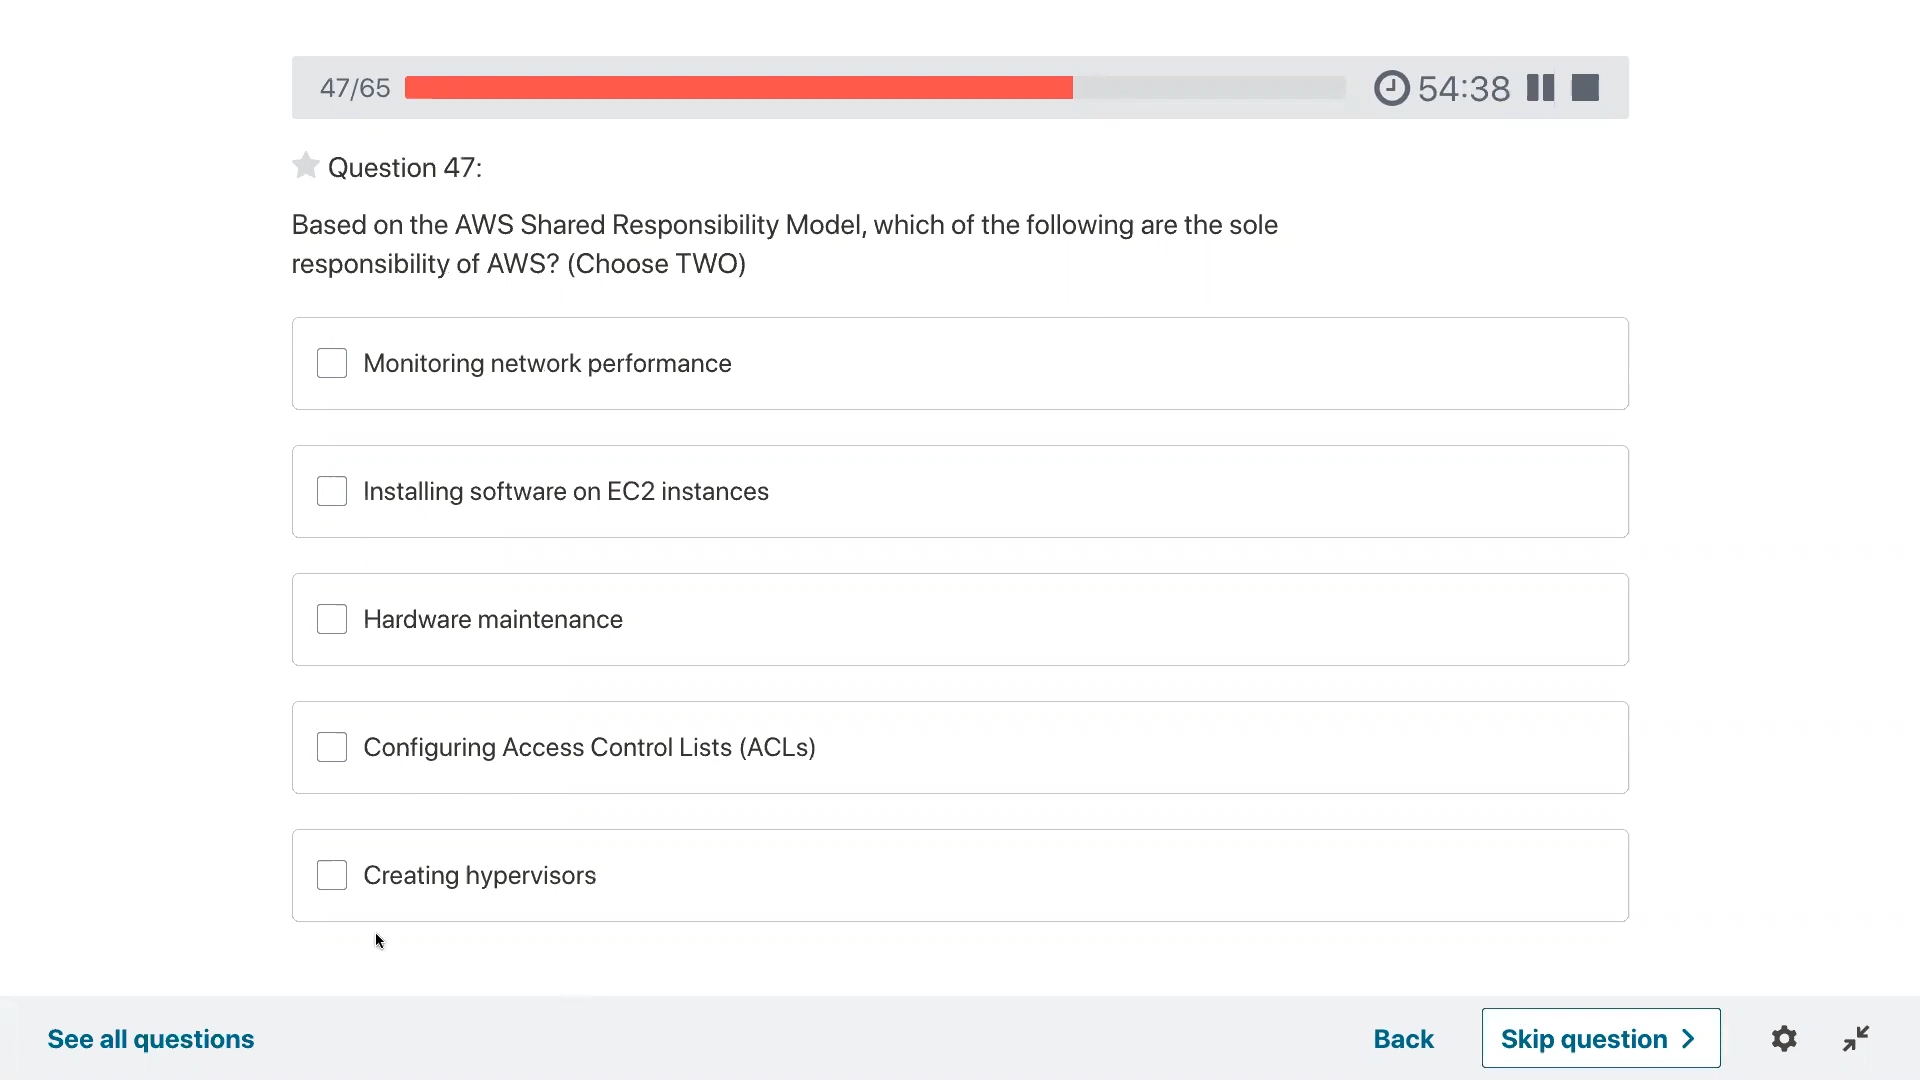 47/65
54:38
Question 47:
Based on the AWS Shared Responsibility Model, which of the following are the sole
responsibility of AWS? (Choose TWO)
Monitoring network performance
Installing software on EC2 instances
Hardware maintenance
Configuring Access Control Lists (ACLs)
Creating hypervisors
See all questions
Back
Skip question